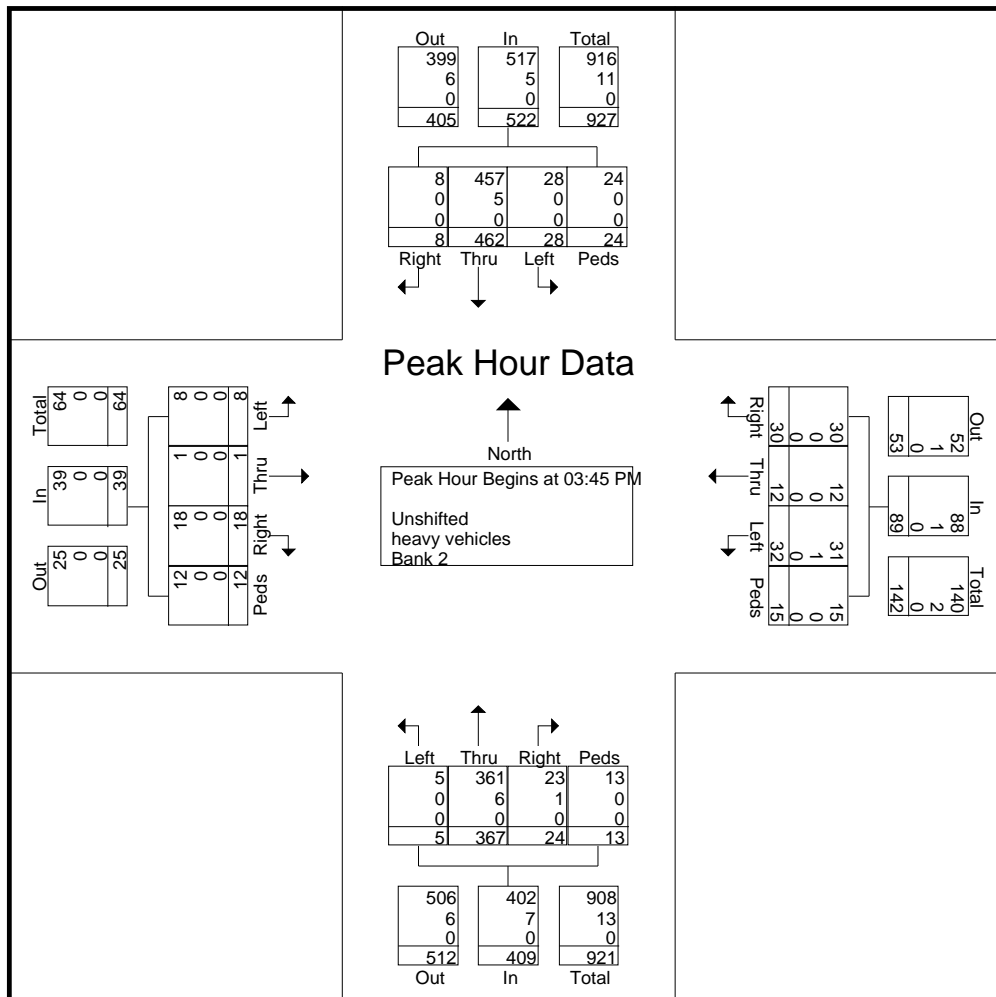 Out In Total
399 517 916
6 5 11
0 0 0
405 522 927
8 457 28 24
0 5 0 0
0 0 0 0
8 462 28 24
Right Thru Left Peds
Peak Hour Data
North
Peak Hour Begins at 03:45 PM
Unshifted
heavy vehicles
Bank 2
Total
64 0 0 64
In
39 0 0 39
Out
25 0 0 25
8 0 0 8
Left
1 0 0 1
Thru
18 0 0 18
Right
12 0 0 12
Peds
Right
30 0 0 30
Thru
12 0 0 12
Left
31 1 0 32
Peds
15 0 0 15
Out
52 1 0 53
In
88 1 0 89
Total
140 2 0 142
Left Thru Right Peds
5 361 23 13
0 6 1 0
0 0 0 0
5 367 24 13
506 402 908
6 7 13
0 0 0
512 409 921
Out In Total